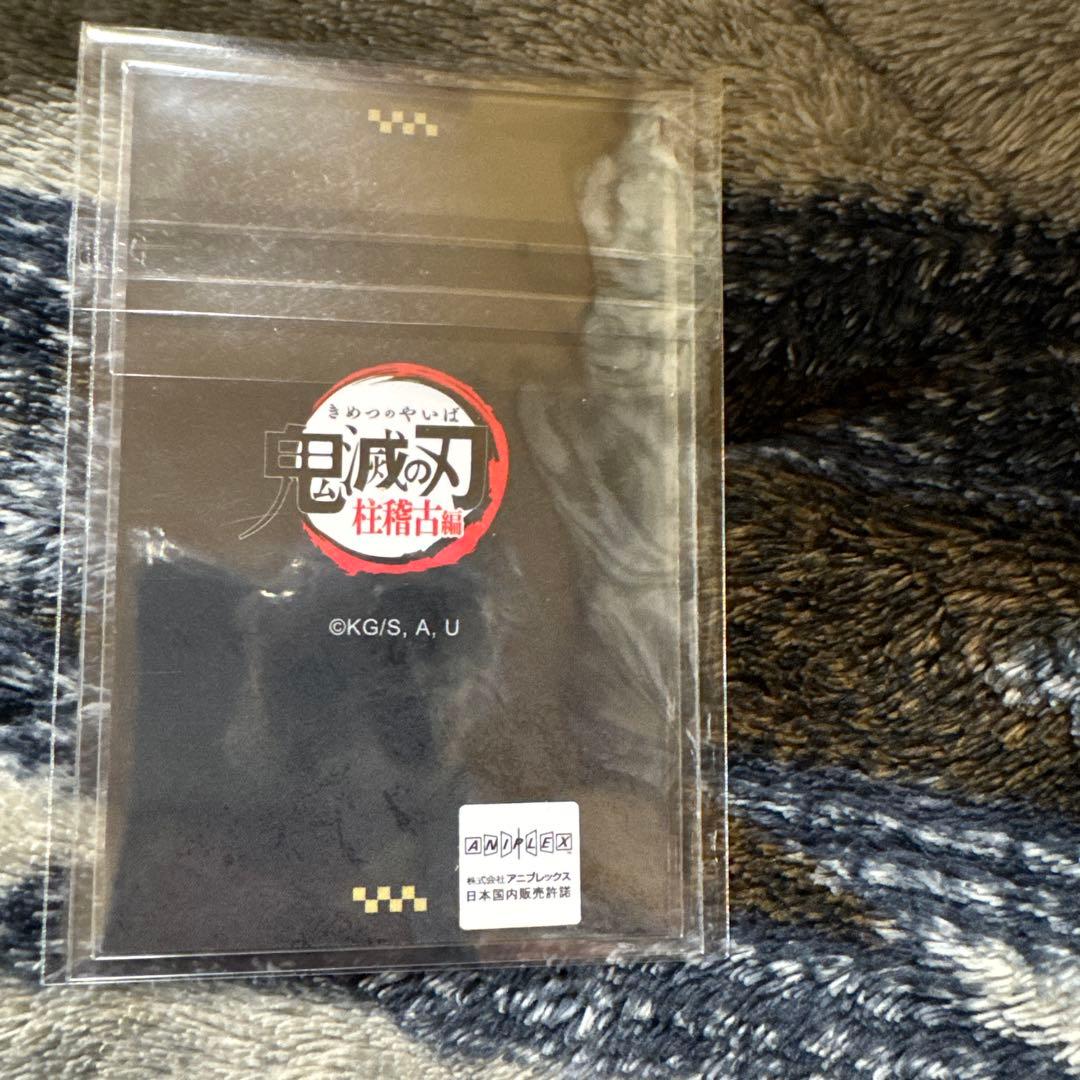 きめつのやいば
鬼滅の刃
柱稽古編
©KG/S, A, U
ANIPLEX
株式会社アニプレックス
日本国内販売許諾